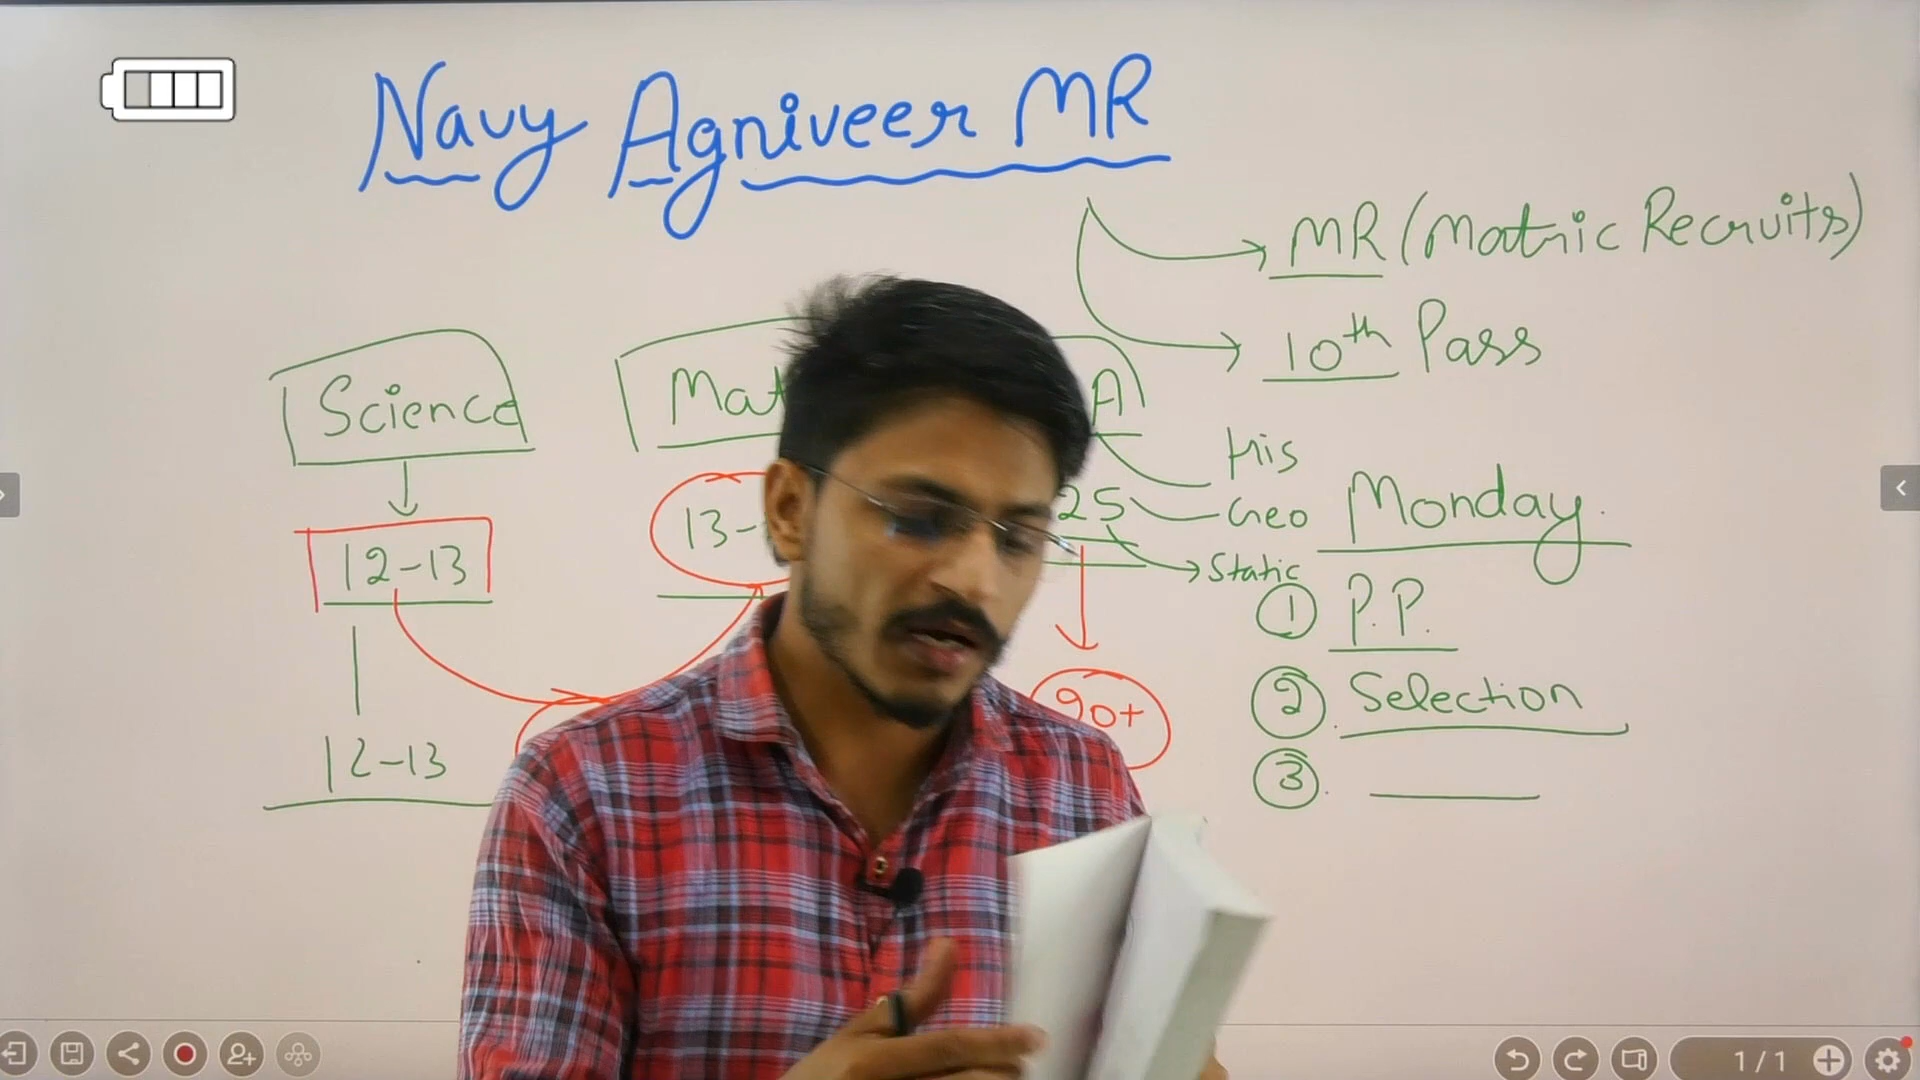 Navy Agniveer MR
MR (Matric Recruits)
10th Pass
Science
Mat
A
His
Geo
Static
12-13
13-
25
Monday.
① P.P.
② Selection
③.
90+
12-13
1/1